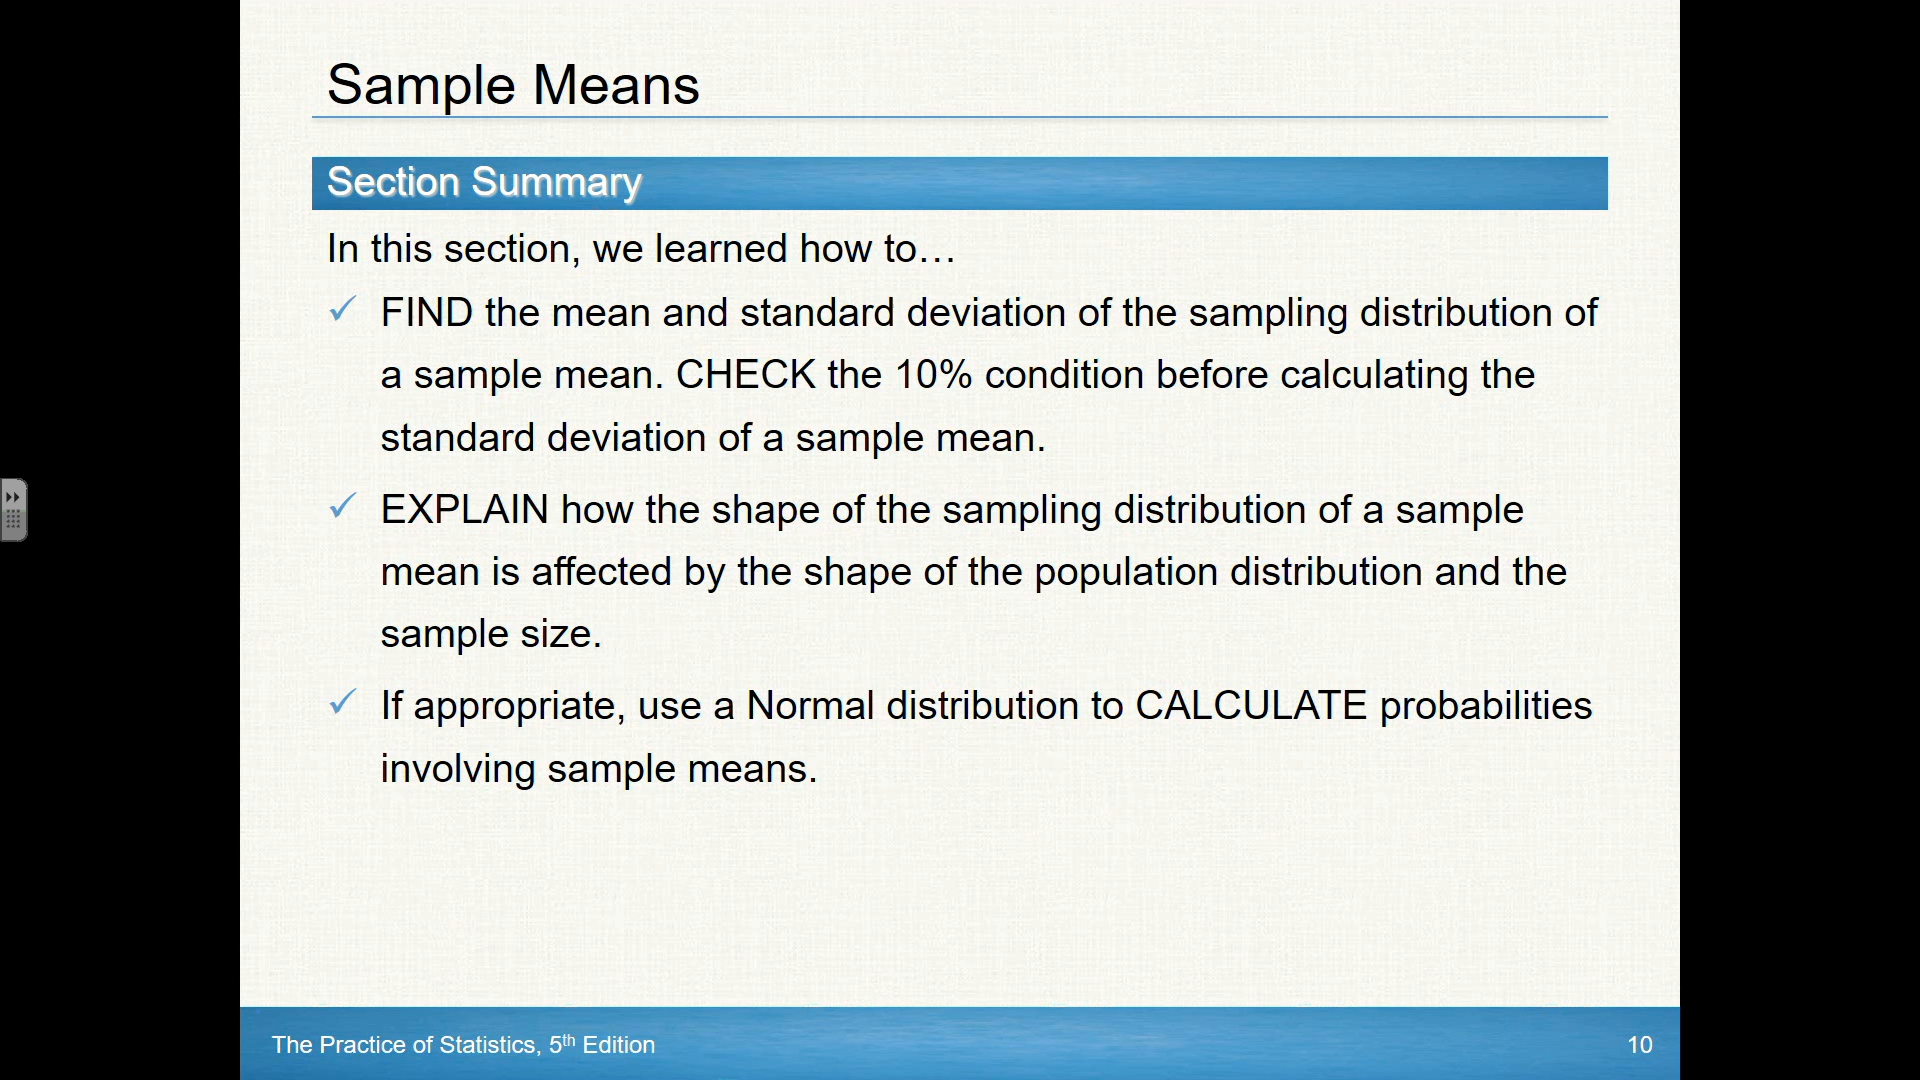 Sample Means
Section Summary
In this section, we learned how to…
✓ FIND the mean and standard deviation of the sampling distribution of
a sample mean. CHECK the 10% condition before calculating the
standard deviation of a sample mean.
✓ EXPLAIN how the shape of the sampling distribution of a sample
mean is affected by the shape of the population distribution and the
sample size.
✓ If appropriate, use a Normal distribution to CALCULATE probabilities
involving sample means.
The Practice of Statistics, 5th Edition
10